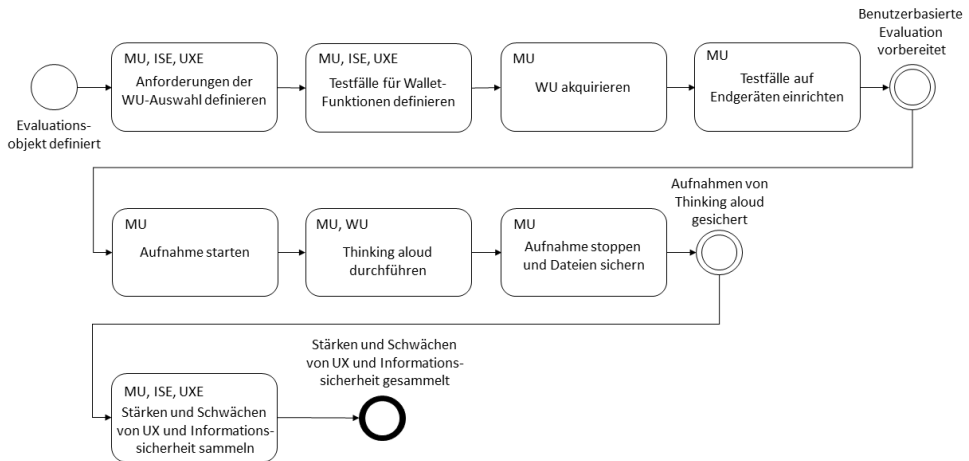 Evaluations-
objekt definiert
MU, ISE, UXE
Anforderungen der
WU-Auswahl definieren
MU, ISE, UXE
Testfälle für Wallet-
Funktionen definieren
MU
WU akquirieren
MU
Testfälle auf
Endgeräten einrichten
Benutzerbasierte
Evaluation
vorbereitet
MU
Aufnahme starten
MU, WU
Thinking aloud
durchführen
MU
Aufnahme stoppen
und Dateien sichern
Aufnahmen von
Thinking aloud
gesichert
MU, ISE, UXE
Stärken und Schwächen
von UX und Informations-
sicherheit sammeln
Stärken und Schwächen
von UX und Informations-
sicherheit gesammelt